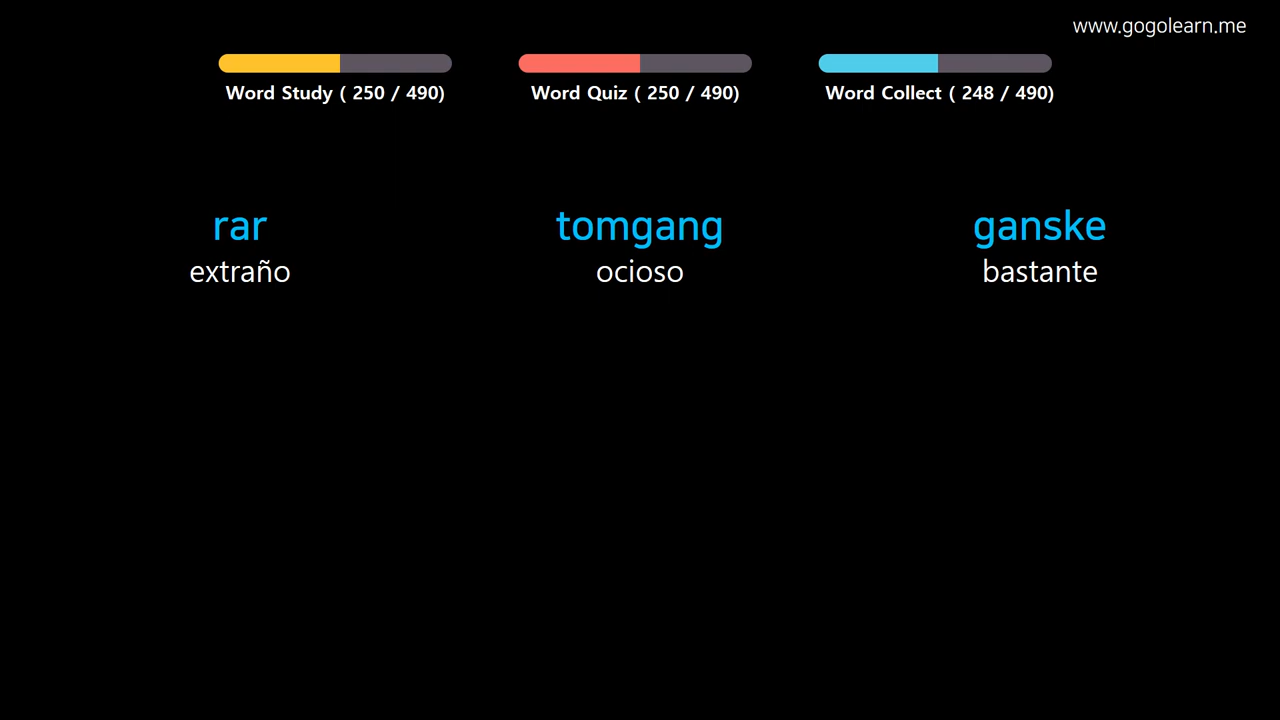 www.gogolearn.me
Word Study ( 250 / 490)
Word Quiz ( 250 / 490)
Word Collect ( 248 / 490)
rar
extraño
tomgang
ocioso
ganske
bastante